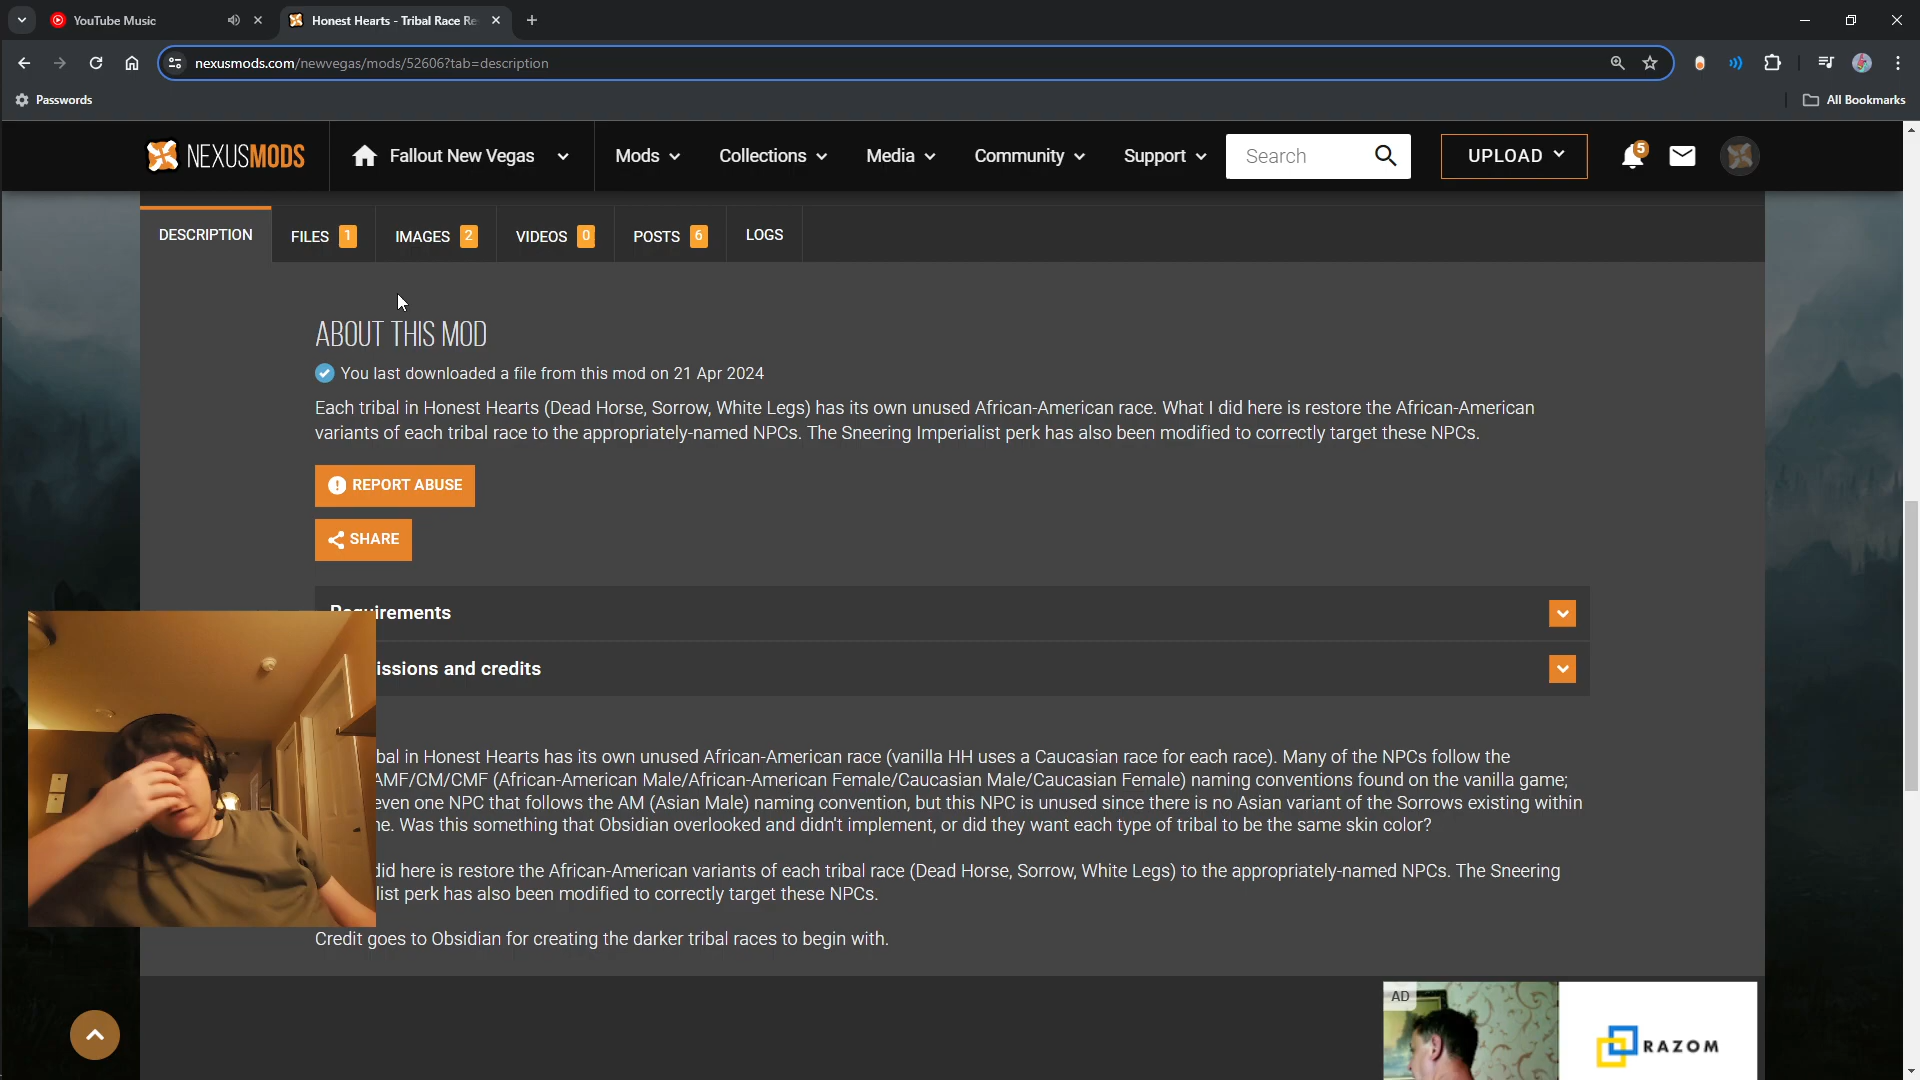 YouTube Music
Honest Hearts - Tribal Race Re
nexusmods.com/newvegas/mods/52606?tab=description
Passwords
All Bookmarks
NEXUSMODS
Fallout New Vegas
Mods
Collections
Media
Community
Support
Search
UPLOAD
5
DESCRIPTION
FILES 1
IMAGES 2
VIDEOS 0
POSTS 6
LOGS
ABOUT THIS MOD
You last downloaded a file from this mod on 21 Apr 2024
Each tribal in Honest Hearts (Dead Horse, Sorrow, White Legs) has its own unused African-American race. What I did here is restore the African-American
variants of each tribal race to the appropriately-named NPCs. The Sneering Imperialist perk has also been modified to correctly target these NPCs.
REPORT ABUSE
SHARE
Requirements
issions and credits
bal in Honest Hearts has its own unused African-American race (vanilla HH uses a Caucasian race for each race). Many of the NPCs follow the
AMF/CM/CMF (African-American Male/African-American Female/Caucasian Male/Caucasian Female) naming conventions found on the vanilla game;
even one NPC that follows the AM (Asian Male) naming convention, but this NPC is unused since there is no Asian variant of the Sorrows existing within
ne. Was this something that Obsidian overlooked and didn't implement, or did they want each type of tribal to be the same skin color?
did here is restore the African-American variants of each tribal race (Dead Horse, Sorrow, White Legs) to the appropriately-named NPCs. The Sneering
list perk has also been modified to correctly target these NPCs.
Credit goes to Obsidian for creating the darker tribal races to begin with.
AD
RAZOM